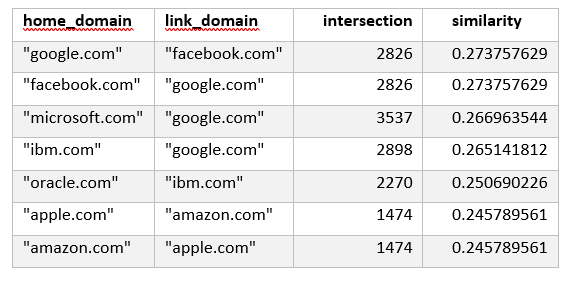 home_domain link_domain intersection similarity
"google.com" "facebook.com" 2826 0.273757629
"facebook.com" "google.com" 2826 0.273757629
"microsoft.com" "google.com" 3537 0.266963544
"ibm.com" "google.com" 2898 0.265141812
"oracle.com" "ibm.com" 2270 0.250690226
"apple.com" "amazon.com" 1474 0.245789561
"amazon.com" "apple.com" 1474 0.245789561